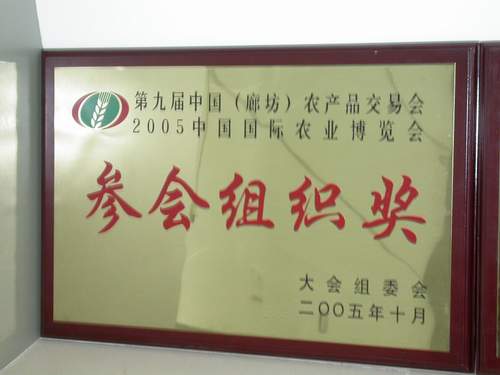 第九届中国（廊坊）农产品交易会
2005中国国际农业博览会
参会组织奖
大会组委会
二〇〇五年十月